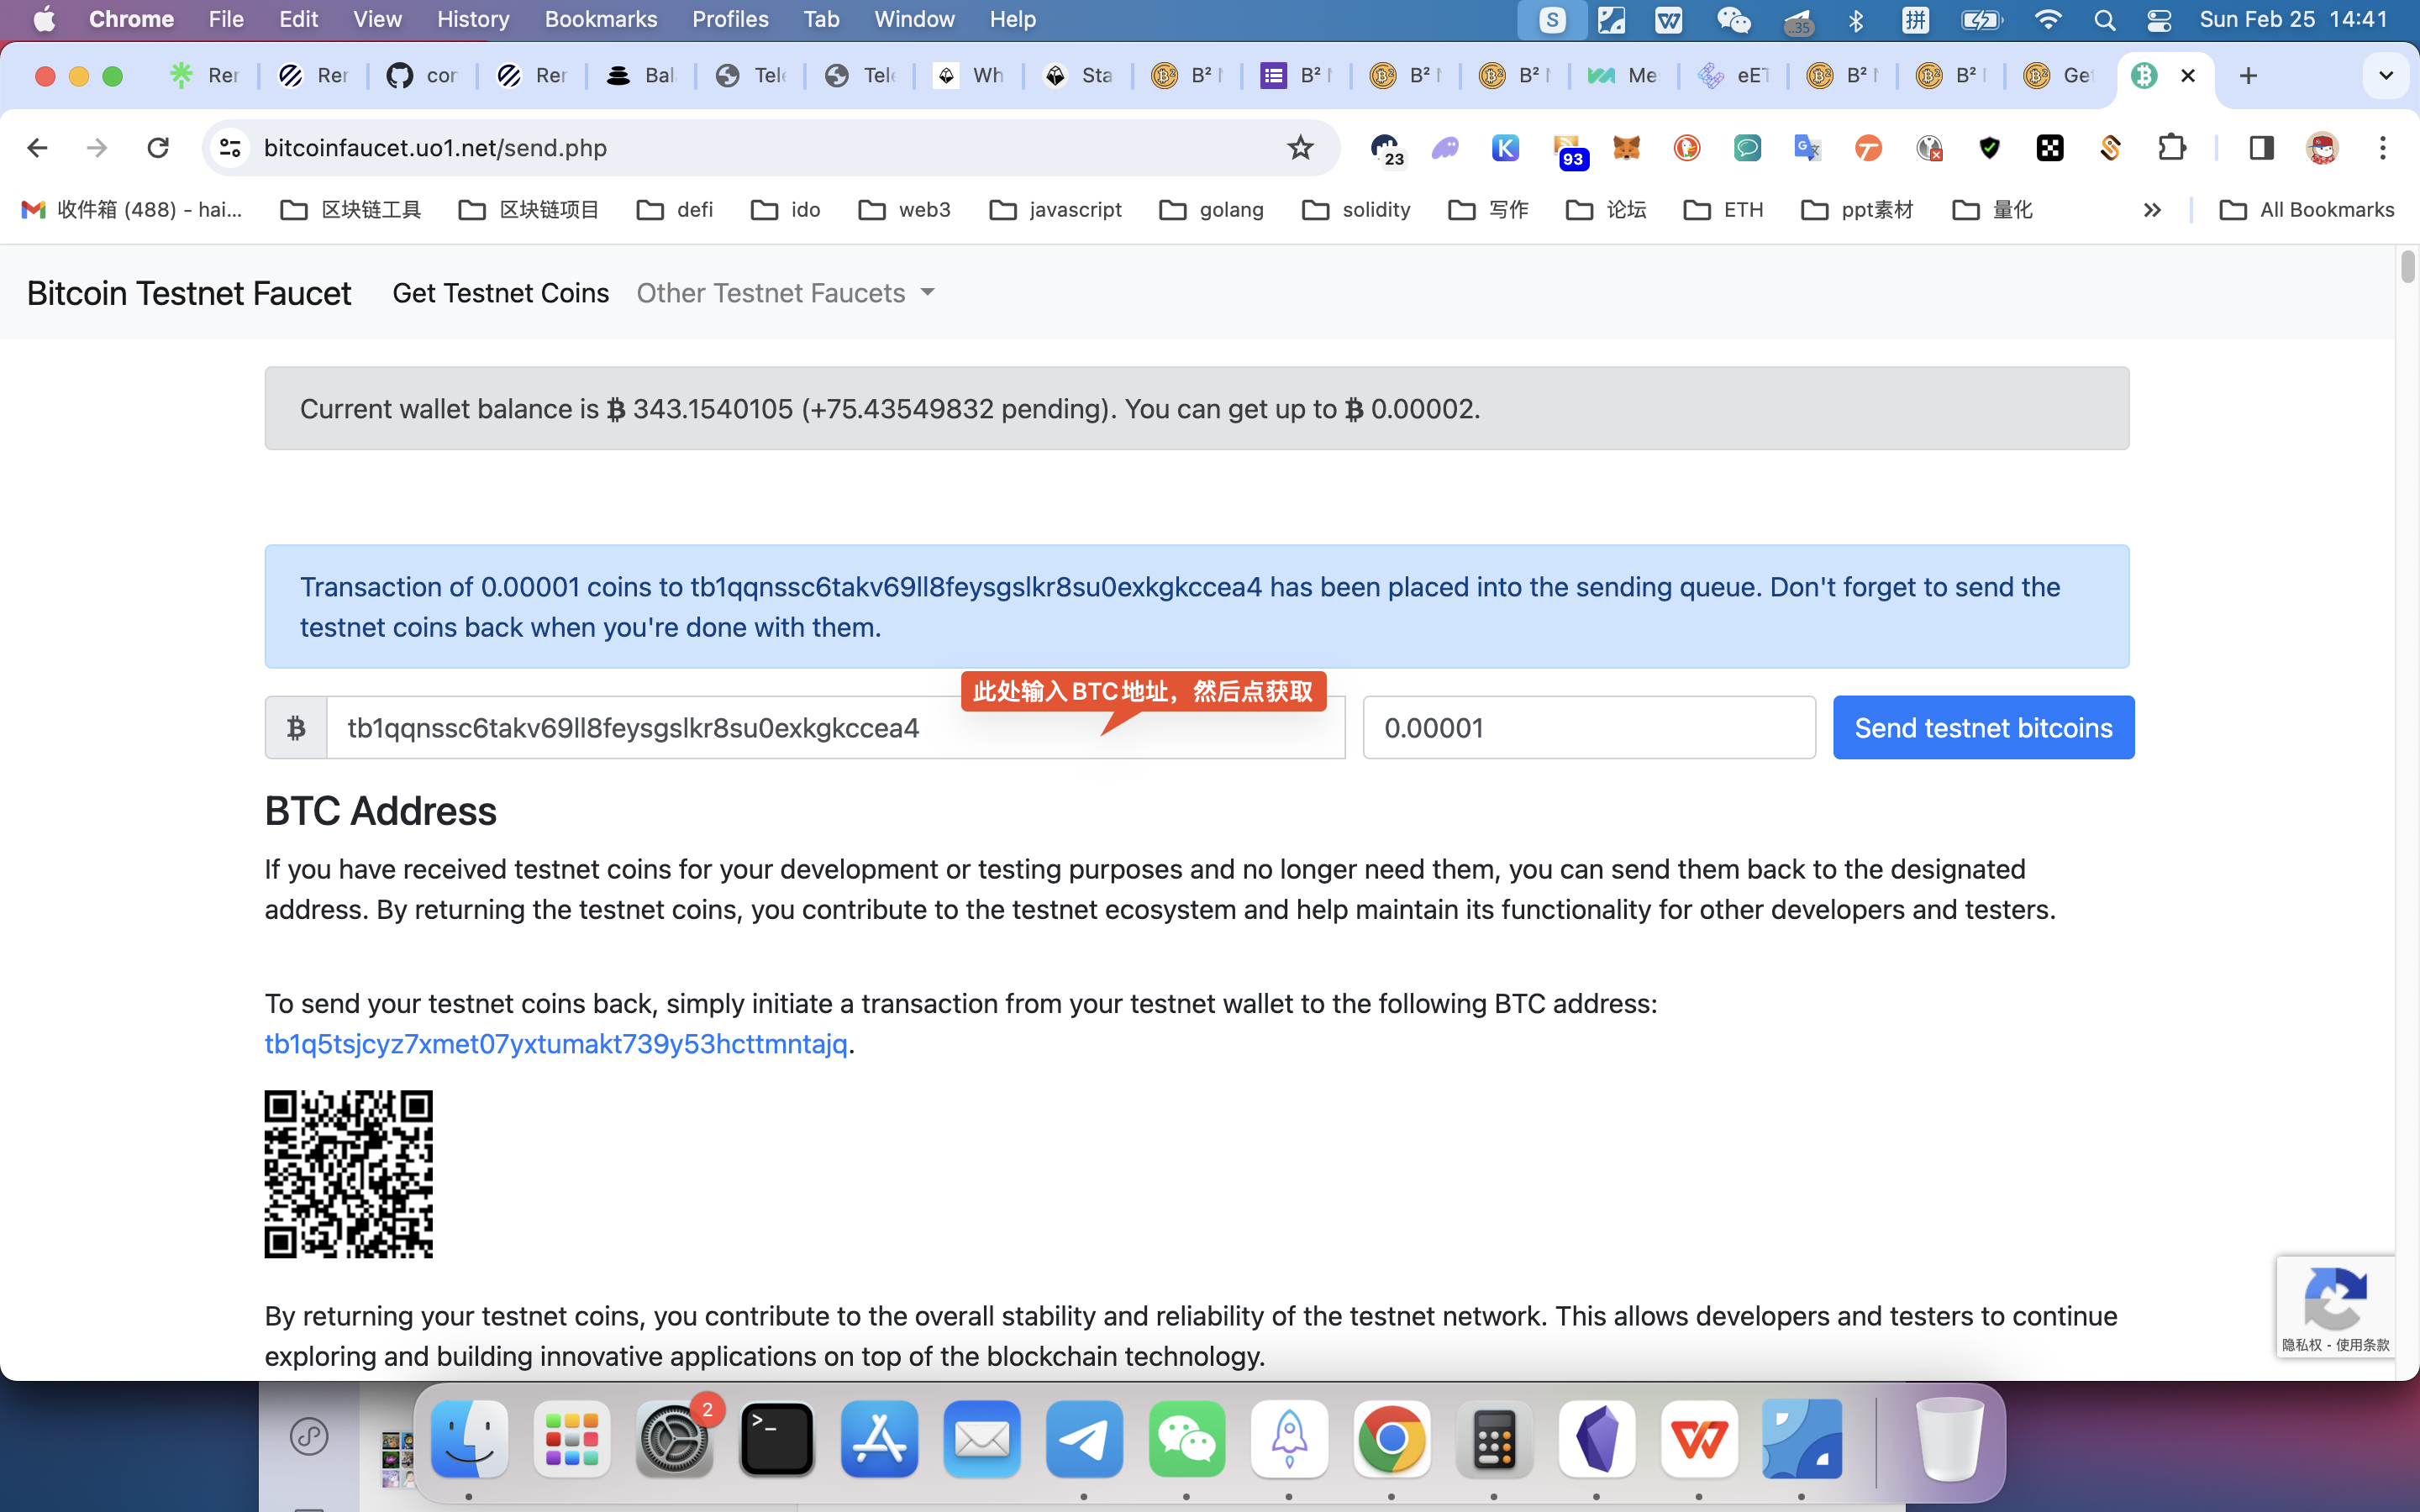 Chrome File Edit View History Bookmarks Profiles Tab Window Help S W ..35 拼 Sun Feb 25 14:41
Rer Rer cor Rer Bal Tele Tele Wh Sta B² B² B² B² Me eET B² B² Ge
bitcoinfaucet.uo1.net/send.php 23 K 93
收件箱 (488) - hai... 区块链工具 区块链项目 defi ido web3 javascript golang solidity 写作 论坛 ETH ppt素材 量化 » All Bookmarks
Bitcoin Testnet Faucet Get Testnet Coins Other Testnet Faucets
Current wallet balance is ₿ 343.1540105 (+75.43549832 pending). You can get up to ₿ 0.00002.
Transaction of 0.00001 coins to tb1qqnssc6takv69ll8feysgslkr8su0exkgkccea4 has been placed into the sending queue. Don't forget to send the
testnet coins back when you're done with them.
此处输入BTC地址，然后点获取
₿ tb1qqnssc6takv69ll8feysgslkr8su0exkgkccea4 0.00001 Send testnet bitcoins
BTC Address
If you have received testnet coins for your development or testing purposes and no longer need them, you can send them back to the designated
address. By returning the testnet coins, you contribute to the testnet ecosystem and help maintain its functionality for other developers and testers.
To send your testnet coins back, simply initiate a transaction from your testnet wallet to the following BTC address:
tb1q5tsjcyz7xmet07yxtumakt739y53hcttmntajq.
By returning your testnet coins, you contribute to the overall stability and reliability of the testnet network. This allows developers and testers to continue
exploring and building innovative applications on top of the blockchain technology.
隐私权 - 使用条款
2